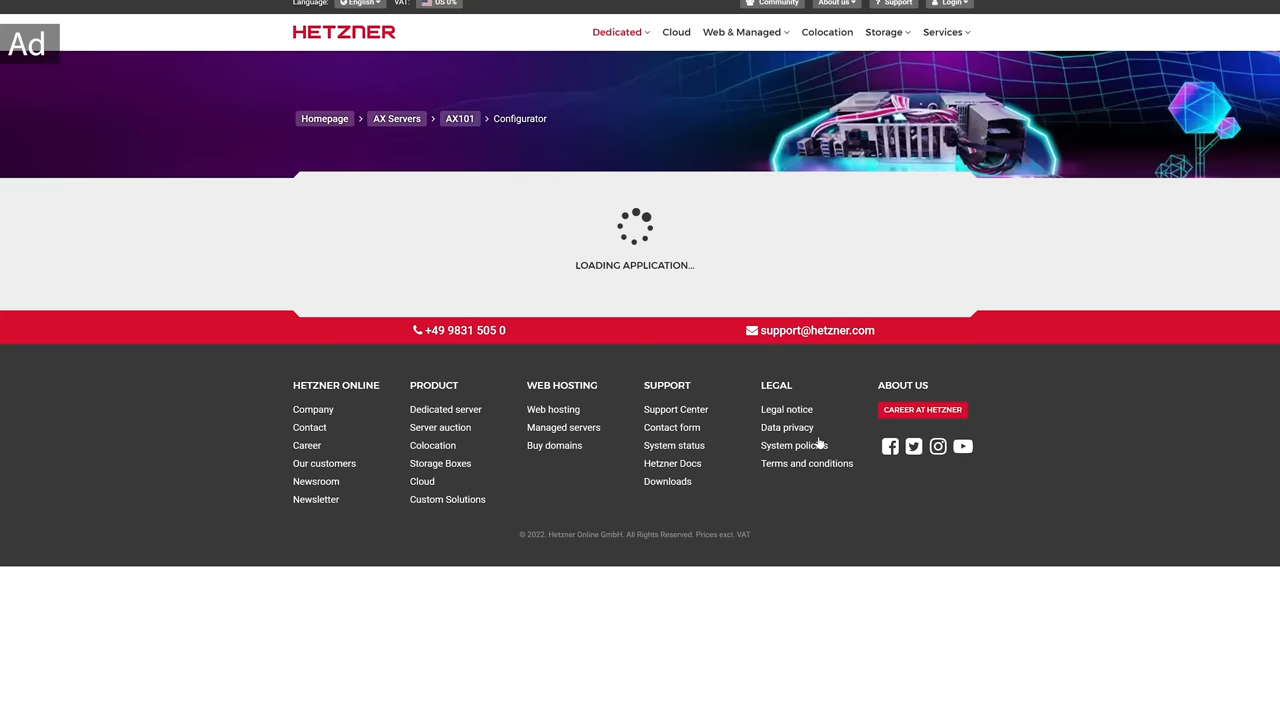 Language: English VAT: US 0% Community About us ? Support Login
HETZNER Dedicated Cloud Web & Managed Colocation Storage Services
Ad
Homepage > AX Servers > AX101 > Configurator
LOADING APPLICATION...
+49 9831 505 0 support@hetzner.com
HETZNER ONLINE PRODUCT WEB HOSTING SUPPORT LEGAL ABOUT US
Company Dedicated server Web hosting Support Center Legal notice CAREER AT HETZNER
Contact Server auction Managed servers Contact form Data privacy
Career Colocation Buy domains System status System policies
Our customers Storage Boxes Hetzner Docs Terms and conditions
Newsroom Cloud Downloads
Newsletter Custom Solutions
© 2022. Hetzner Online GmbH. All Rights Reserved. Prices excl. VAT